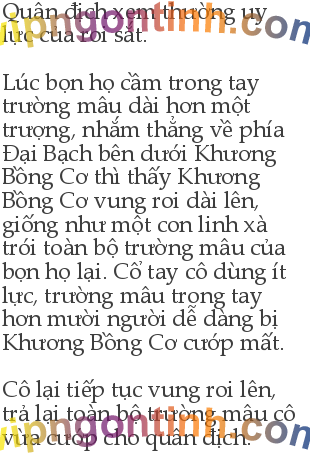 Quân địch xem thường uy
lực của roi sắt.
Lúc bọn họ cầm trong tay
trường mâu dài hơn một
trượng, nhắm thẳng về phía
Đại Bạch bên dưới Khương
Bồng Cơ thì thấy Khương
Bồng Cơ vung roi dài lên,
giống như một con linh xà
trói toàn bộ trường mâu của
bọn họ lại. Cổ tay cô dùng ít
lực, trường mâu trong tay
hơn mười người dễ dàng bị
Khương Bồng Cơ cướp mất.
Cô lại tiếp tục vung roi lên,
trả lại toàn bộ trường mâu cô
vừa cướp cho quân địch.
vipngontinh.com
vipngontinh.com